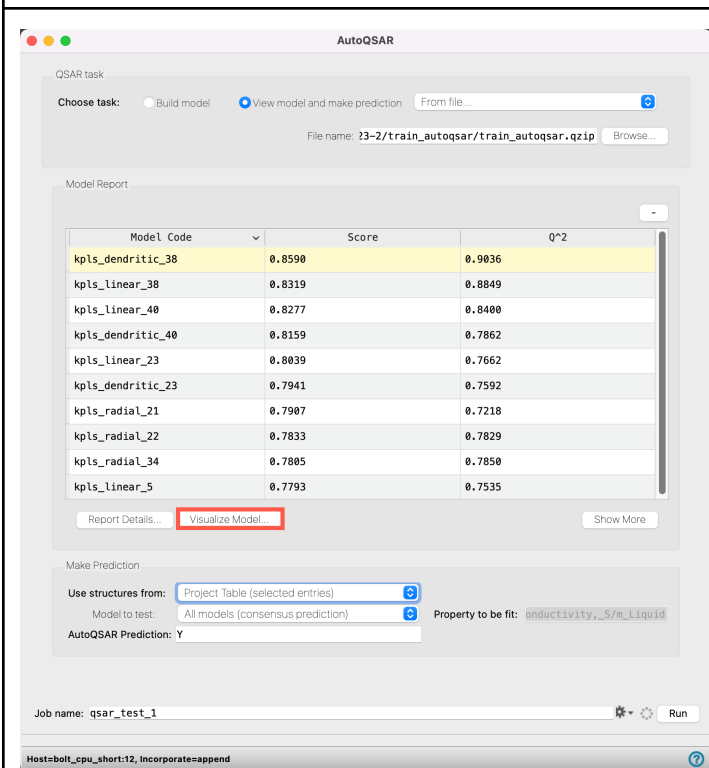 AutoQSAR
QSAR task
Choose task: Build model View model and make prediction From file...
File name: 23-2/train_autoqsar/train_autoqsar.qzip Browse...
Model Report
-
Model Code Score Q^2
kpls_dendritic_38 0.8590 0.9036
kpls_linear_38 0.8319 0.8849
kpls_linear_40 0.8277 0.8400
kpls_dendritic_40 0.8159 0.7862
kpls_linear_23 0.8039 0.7662
kpls_dendritic_23 0.7941 0.7592
kpls_radial_21 0.7907 0.7218
kpls_radial_22 0.7833 0.7829
kpls_radial_34 0.7805 0.7850
kpls_linear_5 0.7793 0.7535
Report Details... Visualize Model... Show More
Make Prediction
Use structures from: Project Table (selected entries)
Model to test: All models (consensus prediction) Property to be fit: onductivity,_S/m_Liquid
AutoQSAR Prediction: Y
Job name: qsar_test_1 Run
Host=bolt_cpu_short:12, Incorporate=append ?